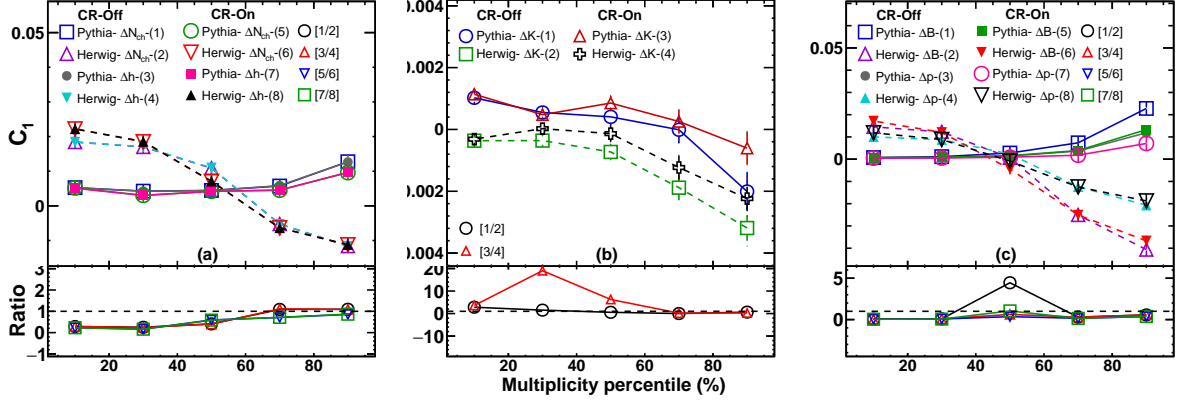 CR-Off CR-On
Pythia- ΔNch-(1) Pythia- ΔNch-(5) [1/2]
Herwig- ΔNch-(2) Herwig- ΔNch-(6) [3/4]
Pythia- Δh-(3) Pythia- Δh-(7) [5/6]
Herwig- Δh-(4) Herwig- Δh-(8) [7/8]
0.05
0
C1
(a)
3
2
1
0
−1
Ratio
20 40 60 80
CR-Off CR-On
Pythia- ΔK-(1) Pythia- ΔK-(3)
Herwig- ΔK-(2) Herwig- ΔK-(4)
0.004
0.002
0
0.002
0.004
[1/2]
[3/4]
(b)
20
10
0
−10
20 40 60 80
Multiplicity percentile (%)
CR-Off CR-On
Pythia- ΔB-(1) Pythia- ΔB-(5) [1/2]
Herwig- ΔB-(2) Herwig- ΔB-(6) [3/4]
Pythia- Δp-(3) Pythia- Δp-(7) [5/6]
Herwig- Δp-(4) Herwig- Δp-(8) [7/8]
0.05
0
(c)
5
0
20 40 60 80